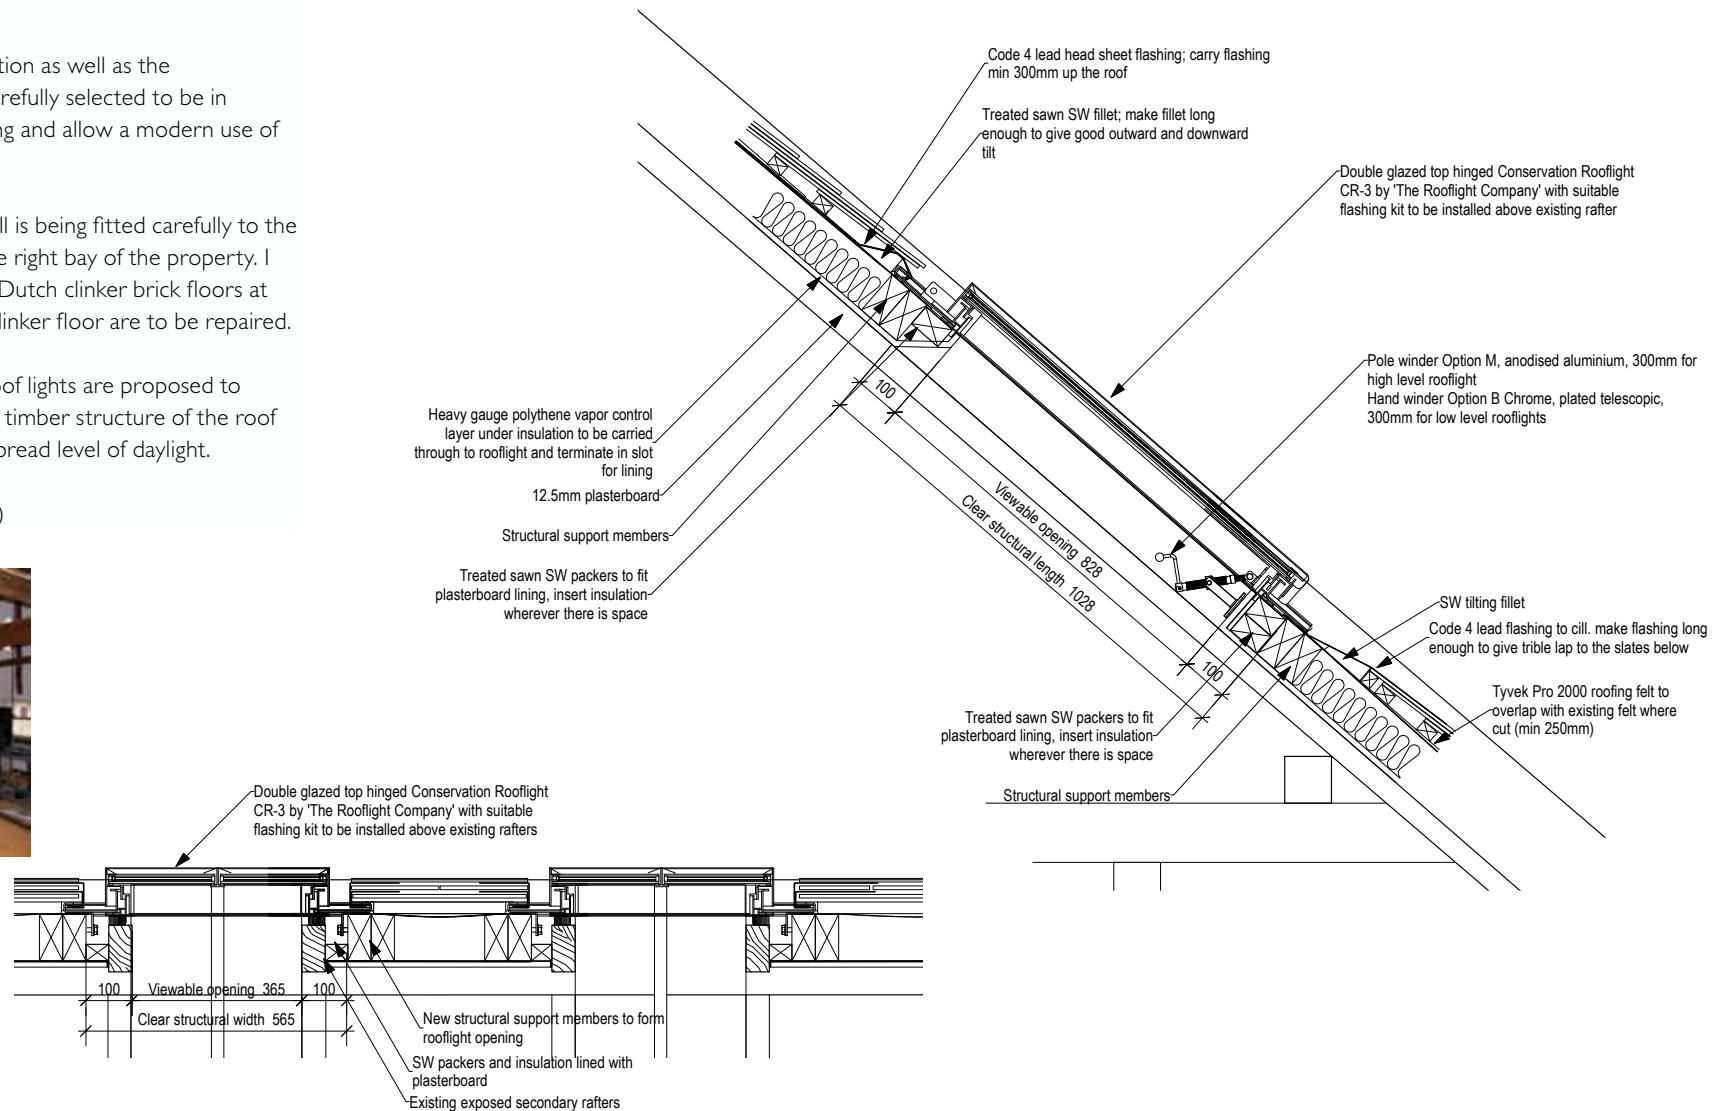 tion as well as the
refully selected to be in
ng and allow a modern use of
ll is being fitted carefully to the
e right bay of the property. I
Dutch clinker brick floors at
linker floor are to be repaired.
of lights are proposed to
timber structure of the roof
pread level of daylight.
)
Code 4 lead head sheet flashing; carry flashing
min 300mm up the roof
Treated sawn SW fillet; make fillet long
enough to give good outward and downward
tilt
Double glazed top hinged Conservation Rooflight
CR-3 by 'The Rooflight Company' with suitable
flashing kit to be installed above existing rafter
Pole winder Option M, anodised aluminium, 300mm for
high level rooflight
Hand winder Option B Chrome, plated telescopic,
300mm for low level rooflights
Heavy gauge polythene vapor control
layer under insulation to be carried
through to rooflight and terminate in slot
for lining
12.5mm plasterboard
Structural support members
Treated sawn SW packers to fit
plasterboard lining, insert insulation
wherever there is space
100
Viewable opening 828
Clear structural length 1028
100
SW tilting fillet
Code 4 lead flashing to cill. make flashing long
enough to give trible lap to the slates below
Tyvek Pro 2000 roofing felt to
overlap with existing felt where
cut (min 250mm)
Treated sawn SW packers to fit
plasterboard lining, insert insulation
wherever there is space
Structural support members
Double glazed top hinged Conservation Rooflight
CR-3 by 'The Rooflight Company' with suitable
flashing kit to be installed above existing rafters
100 Viewable opening 365 100
Clear structural width 565
New structural support members to form
rooflight opening
SW packers and insulation lined with
plasterboard
Existing exposed secondary rafters